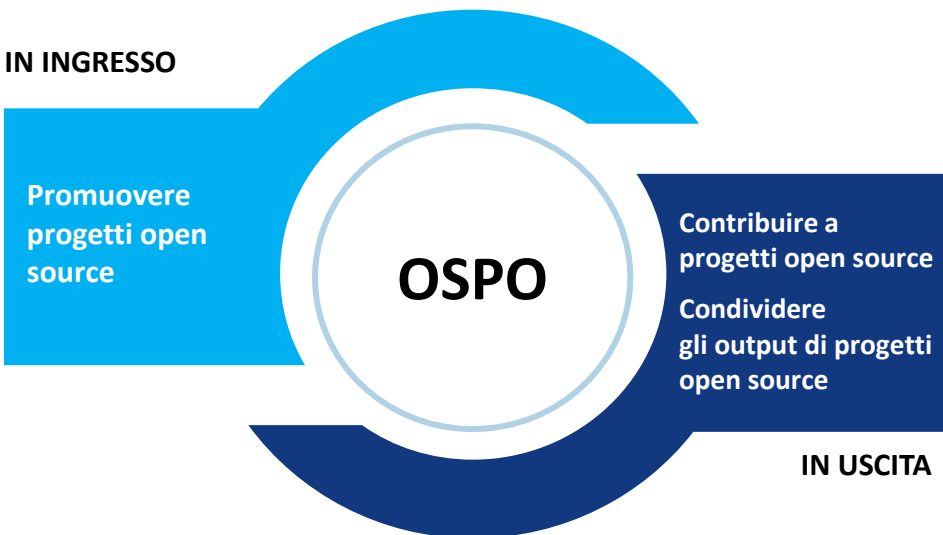 IN INGRESSO
Promuovere
progetti open
source
OSPO
Contribuire a
progetti open source
Condividere
gli output di progetti
open source
IN USCITA